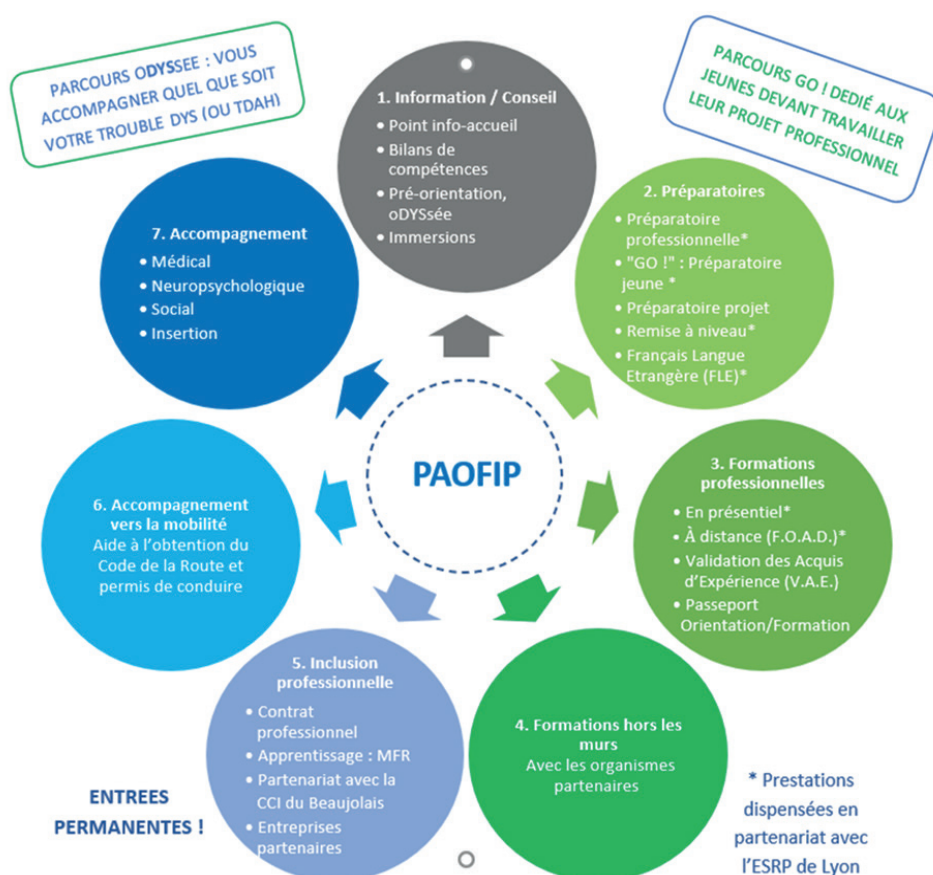 PARCOURS ODYSSEE : VOUS
ACCOMPAGNER QUEL QUE SOIT
VOTRE TROUBLE DYS (OU TDAH)
PARCOURS GO ! DEDIÉ AUX
JEUNES DEVANT TRAVAILLER
LEUR PROJET PROFESSIONNEL
1. Information / Conseil
• Point info-accueil
• Bilans de
compétences
• Pré-orientation,
oDYSsée
• Immersions
2. Préparatoires
• Préparatoire
professionnelle*
• "GO !" : Préparatoire
jeune *
• Préparatoire projet
• Remise à niveau*
• Français Langue
Etrangère (FLE)*
3. Formations
professionnelles
• En présentiel*
• À distance (F.O.A.D.)*
• Validation des Acquis
d'Expérience (V.A.E.)
• Passeport
Orientation/Formation
4. Formations hors les
murs
Avec les organismes
partenaires
5. Inclusion
professionnelle
• Contrat
professionnel
• Apprentissage : MFR
• Partenariat avec la
CCI du Beaujolais
• Entreprises
partenaires
6. Accompagnement
vers la mobilité
Aide à l'obtention du
Code de la Route et
permis de conduire
7. Accompagnement
• Médical
• Neuropsychologique
• Social
• Insertion
PAOFIP
ENTREES
PERMANENTES !
* Prestations
dispensées en
partenariat avec
l'ESRP de Lyon